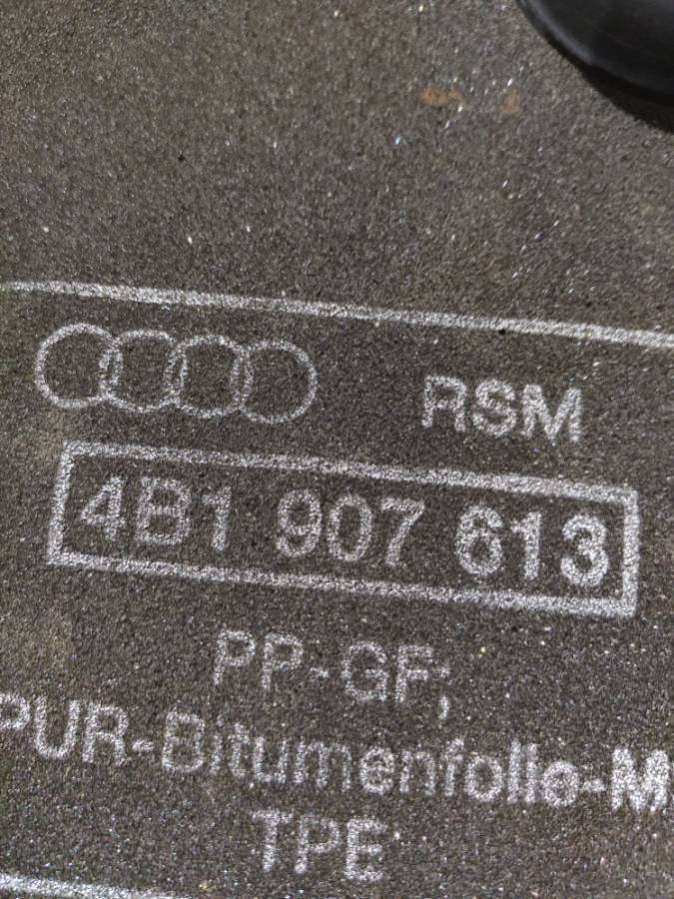 RSM
4B1 907 613
PP-GF;
PUR-Bitumenfolie-M
TPE